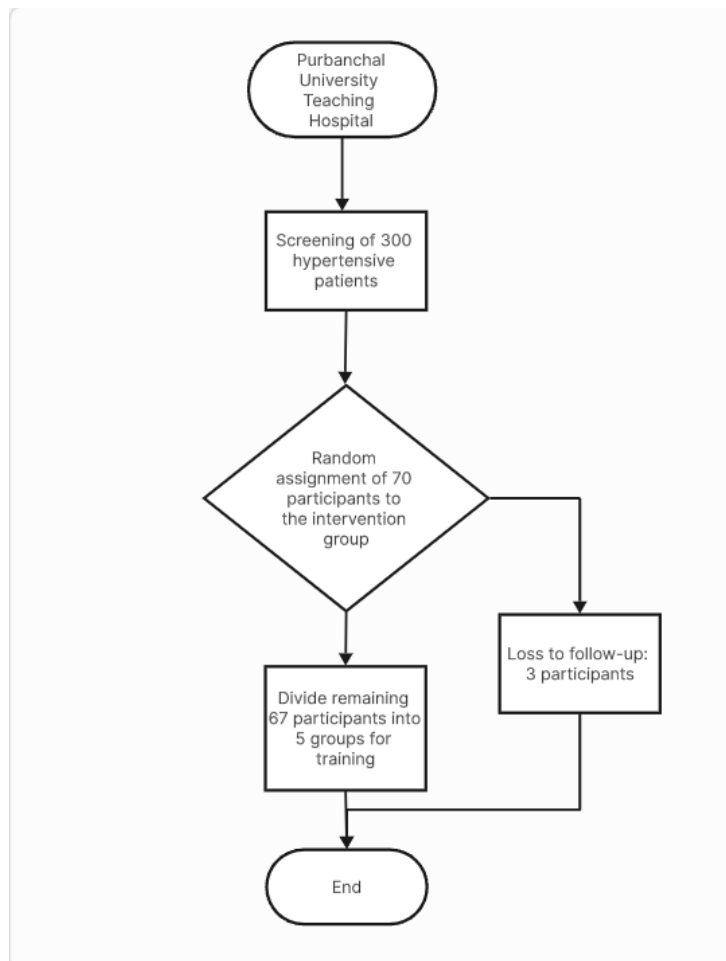 Purbanchal
University
Teaching
Hospital
Screening of 300
hypertensive
patients
Random
assignment of 70
participants to
the intervention
group
Loss to follow-up:
3 participants
Divide remaining
67 participants into
5 groups for
training
End